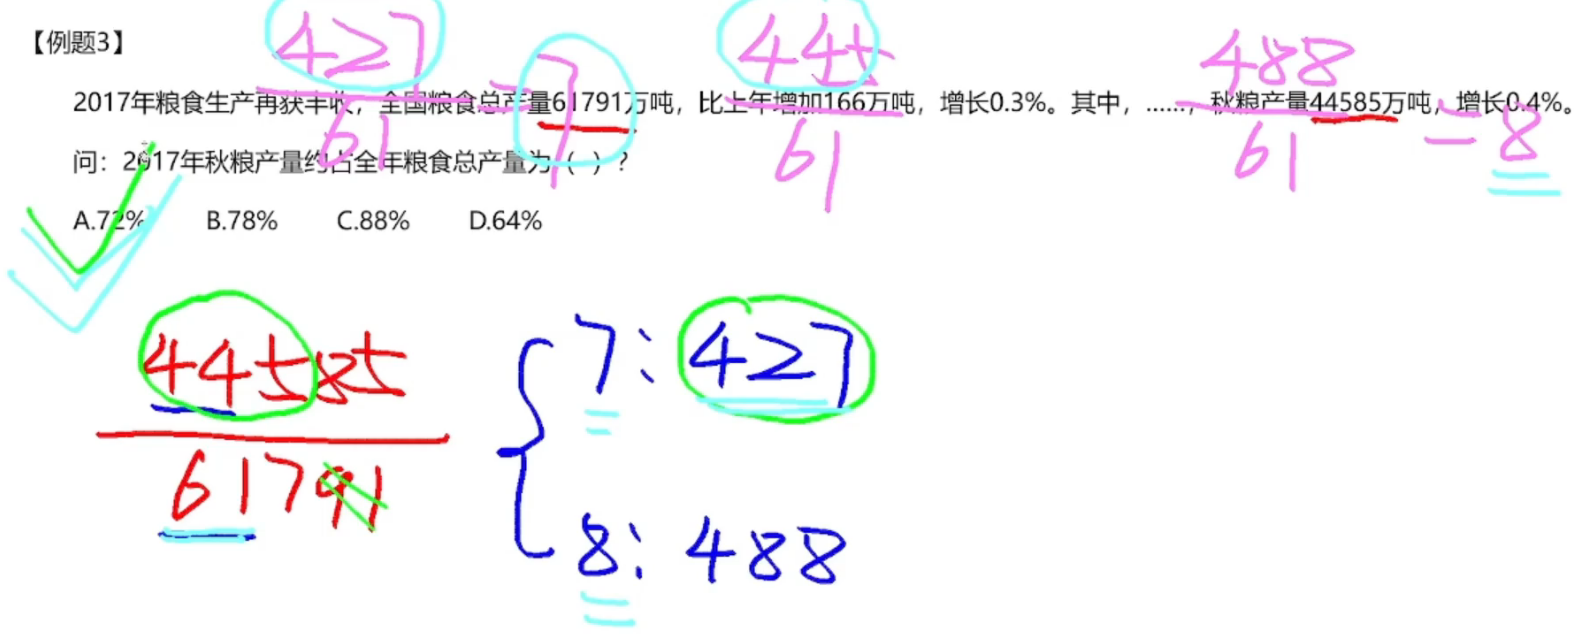 427 445 488
【例题3】
= 7
2017年粮食生产再获丰收，全国粮食总产量61791万吨，比上年增加166万吨，增长0.3%。其中，……，秋粮产量44585万吨，增长0.4%。
61 61 61 = 8
问：2017年秋粮产量约占全年粮食总产量为（ ）？
A.72% B.78% C.88% D.64%
44585
7: 427
61791
8: 488